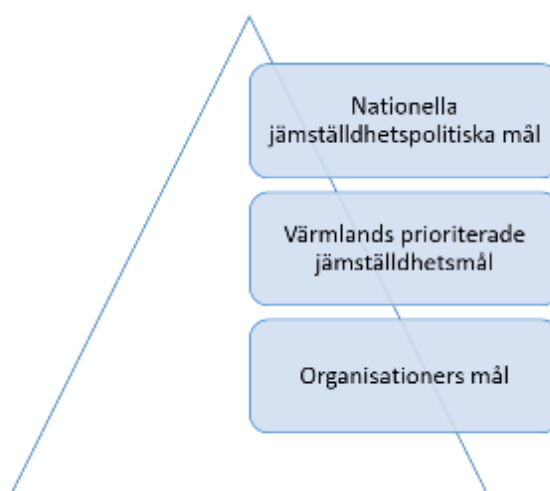 Nationella
jämställdhetspolitiska mål
Värmlands prioriterade
jämställdhetsmål
Organisationers mål